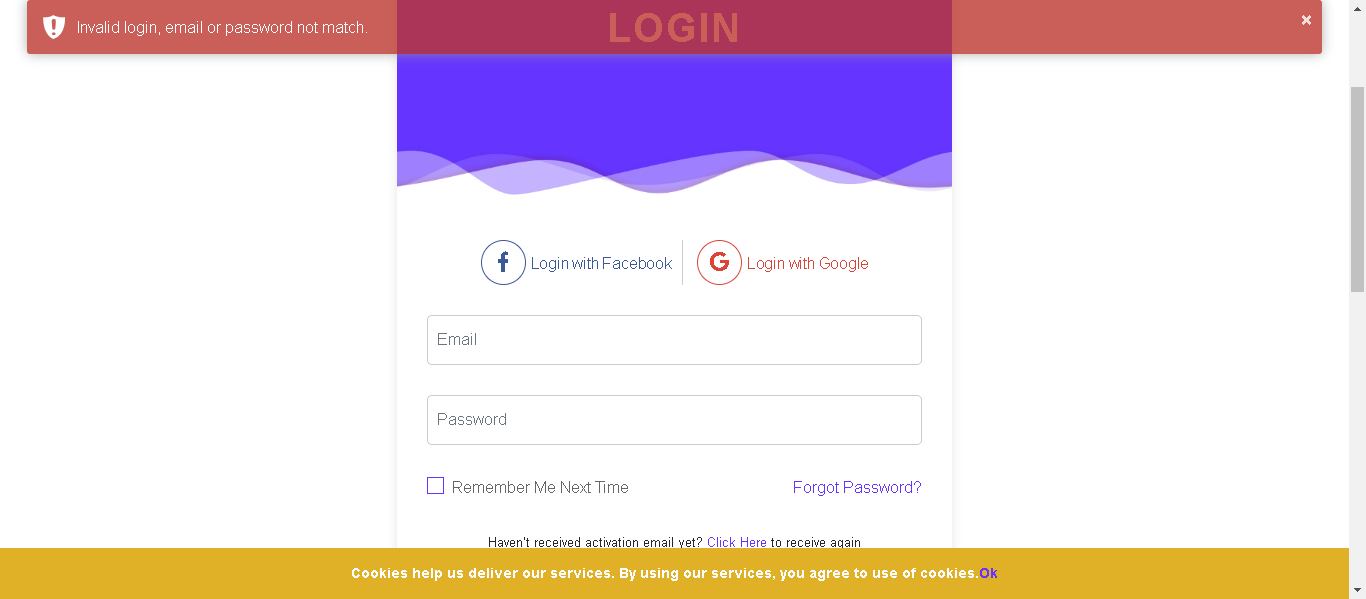 Invalid login, email or password not match.
×
LOGIN
Login with Facebook
Login with Google
Email
Password
Remember Me Next Time
Forgot Password?
Haven't received activation email yet? Click Here to receive again
Cookies help us deliver our services. By using our services, you agree to use of cookies.Ok